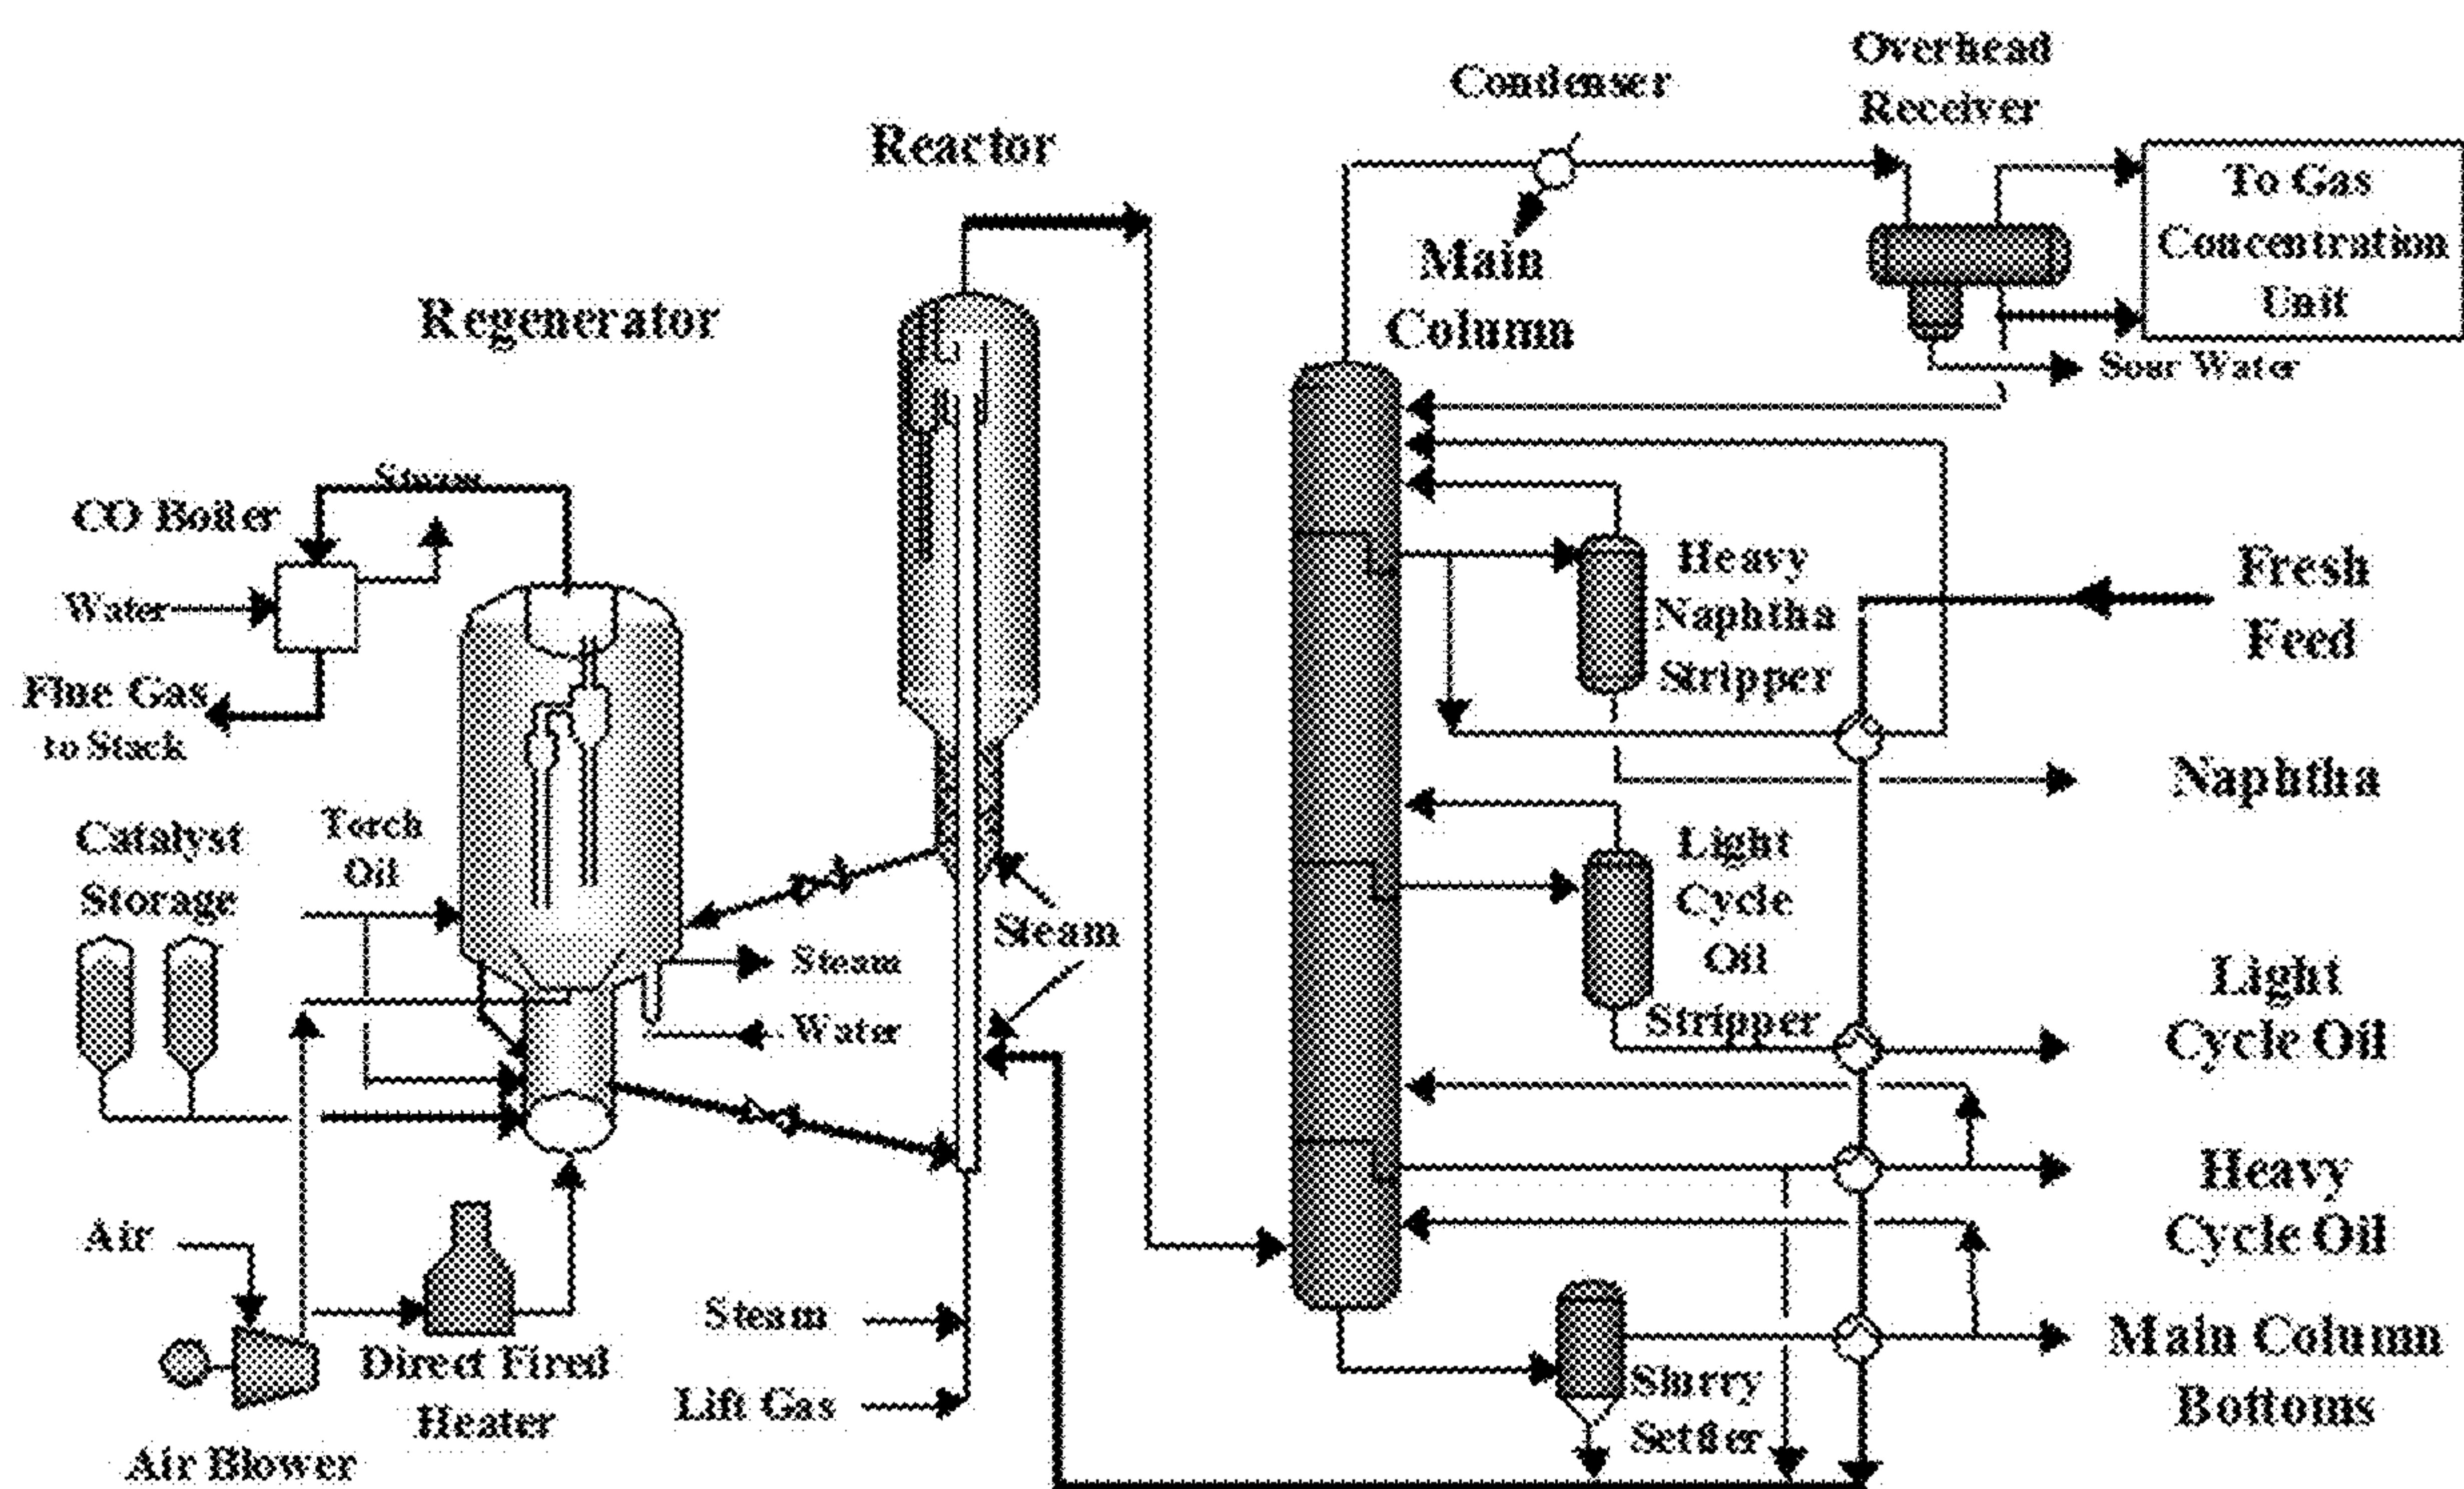 Overhead
Receiver
Condenser
Reactor
To Gas
Concentration
Unit
Main
Column
Regenerator
Sour Water
Steam
CO Boiler
Water
Flue Gas
to Stack
Heavy
Naphtha
Stripper
Fresh
Feed
Naphtha
Catalyst
Storage
Torch
Oil
Light
Cycle
Oil
Stripper
Steam
Steam
Water
Light
Cycle Oil
Heavy
Cycle Oil
Air
Direct Fired
Heater
Air Blower
Steam
Lift Gas
Slurry
Settler
Main Column
Bottoms